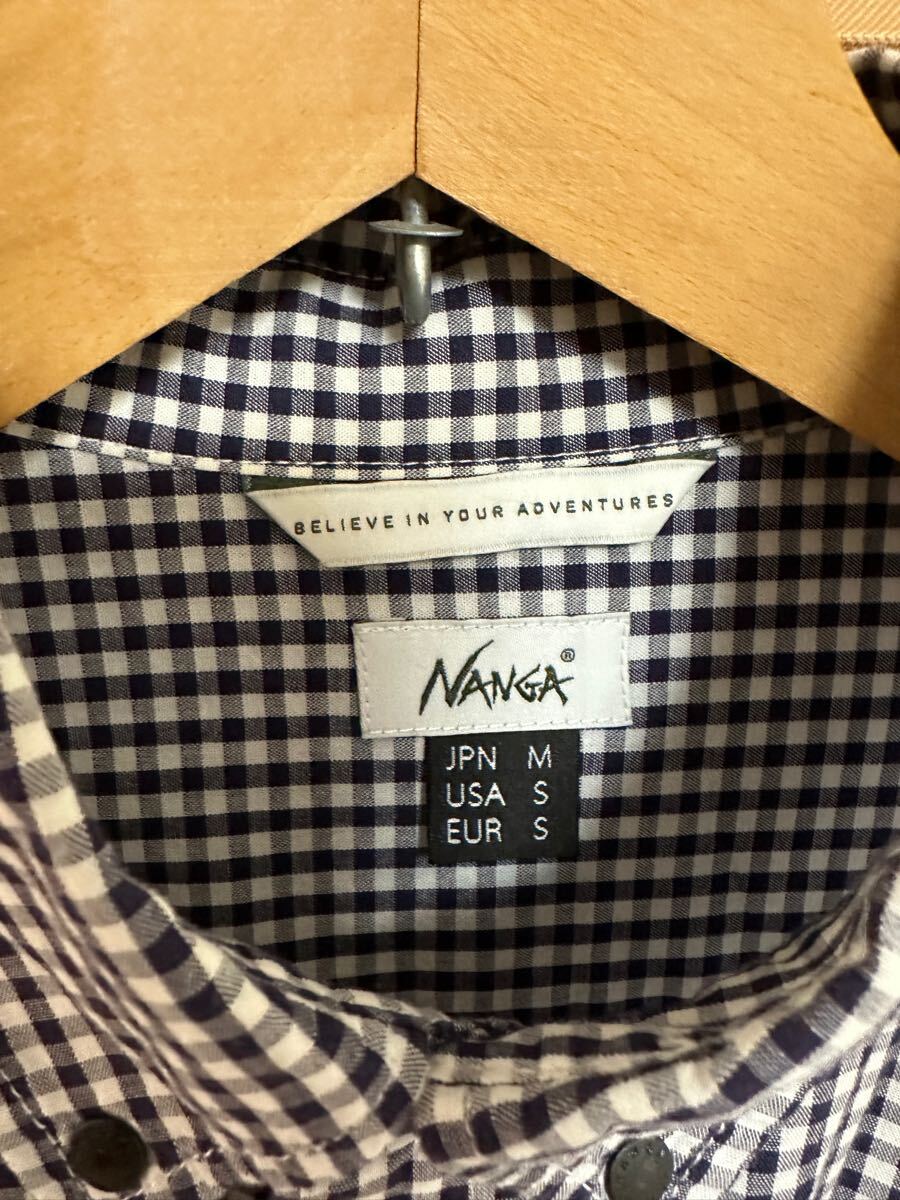 BELIEVE IN YOUR ADVENTURES
NANGA®
JPN M
USA S
EUR S